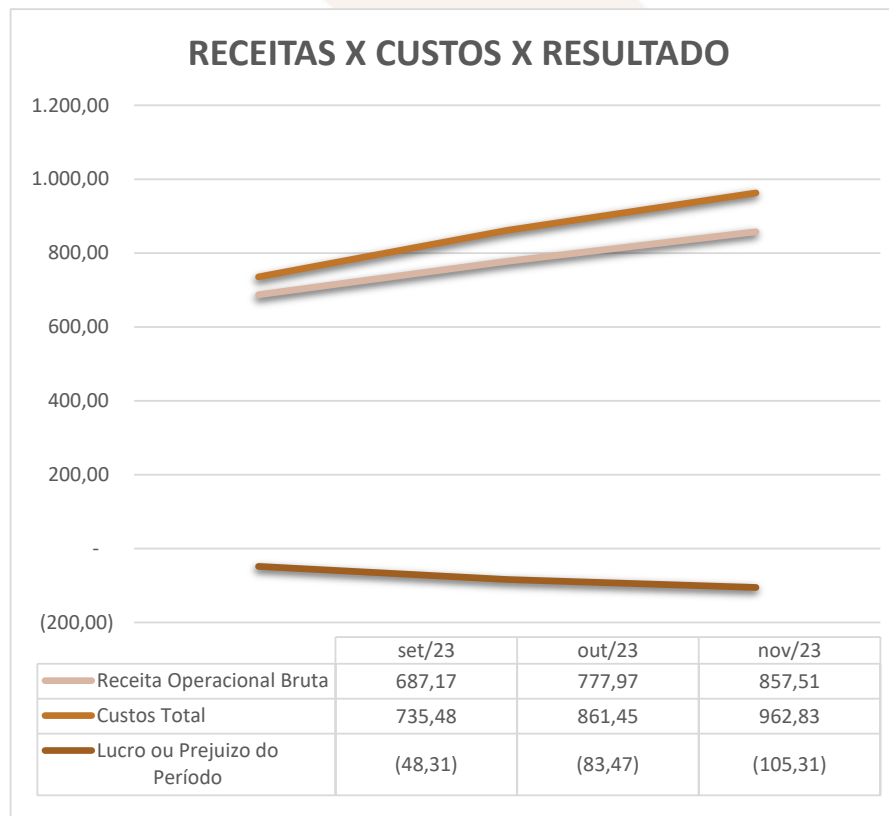 RECEITAS X CUSTOS X RESULTADO
1.200,00
1.000,00
800,00
600,00
400,00
200,00
-
(200,00)
set/23 out/23 nov/23
Receita Operacional Bruta 687,17 777,97 857,51
Custos Total 735,48 861,45 962,83
Lucro ou Prejuizo do
Período (48,31) (83,47) (105,31)